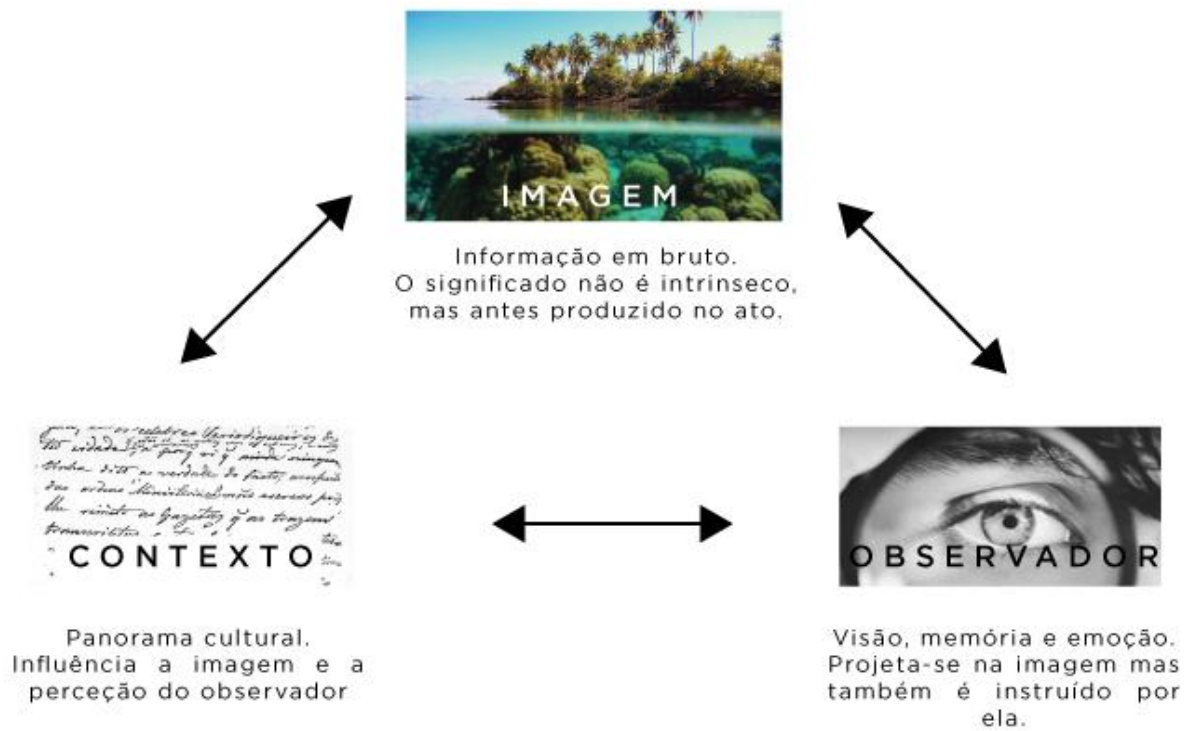 IMAGEM
Informação em bruto.
O significado não é intrinseco,
mas antes produzido no ato.
CONTEXTO
Panorama cultural.
Influência a imagem e a
perceção do observador
OBSERVADOR
Visão, memória e emoção.
Projeta-se na imagem mas
também é instruído por
ela.